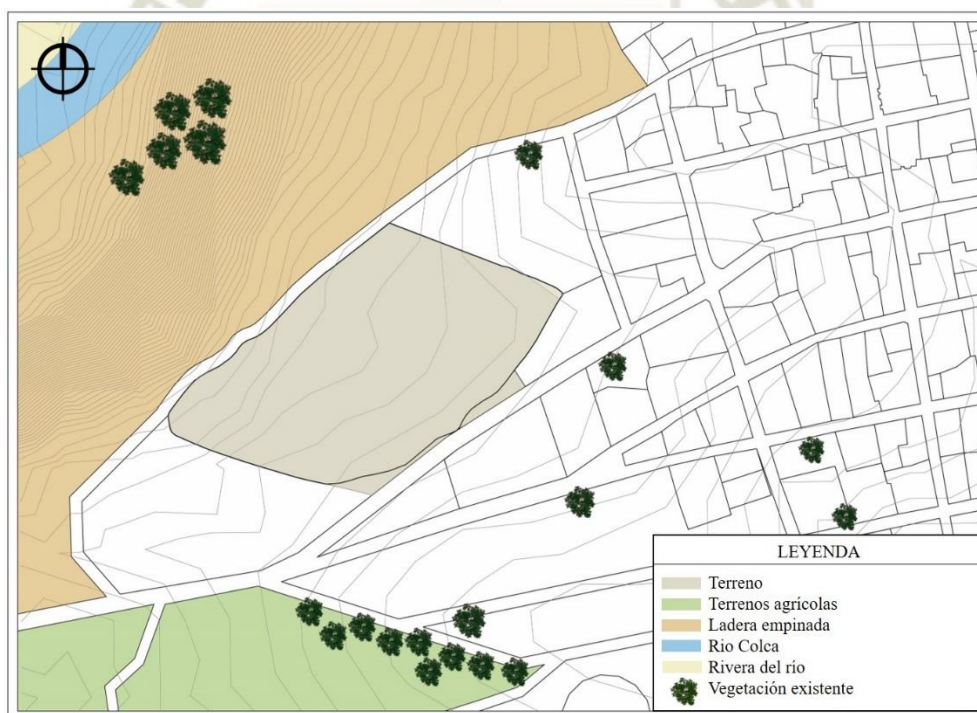 LEYENDA
Terreno
Terrenos agrícolas
Ladera empinada
Rio Colca
Rivera del río
Vegetación existente